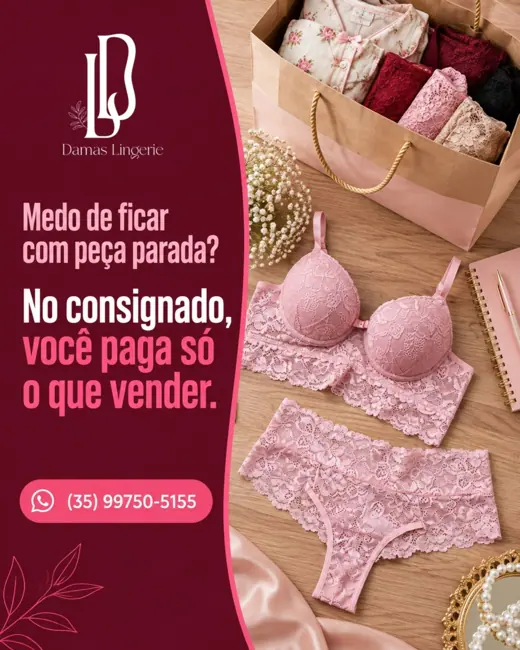 LD
Damas Lingerie
Medo de ficar
com peça parada?
No consignado,
você paga só
o que vender.
(35) 99750-5155